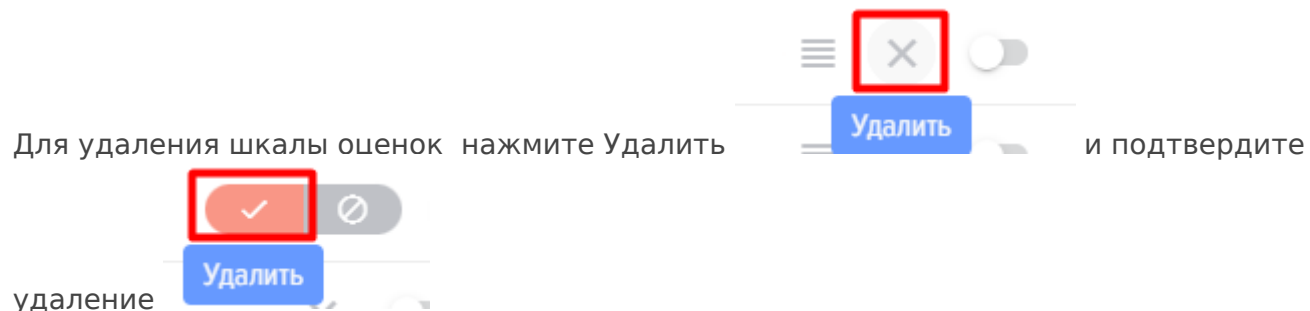 Для удаления шкалы оценок нажмите Удалить Удалить и подтвердите
удаление Удалить